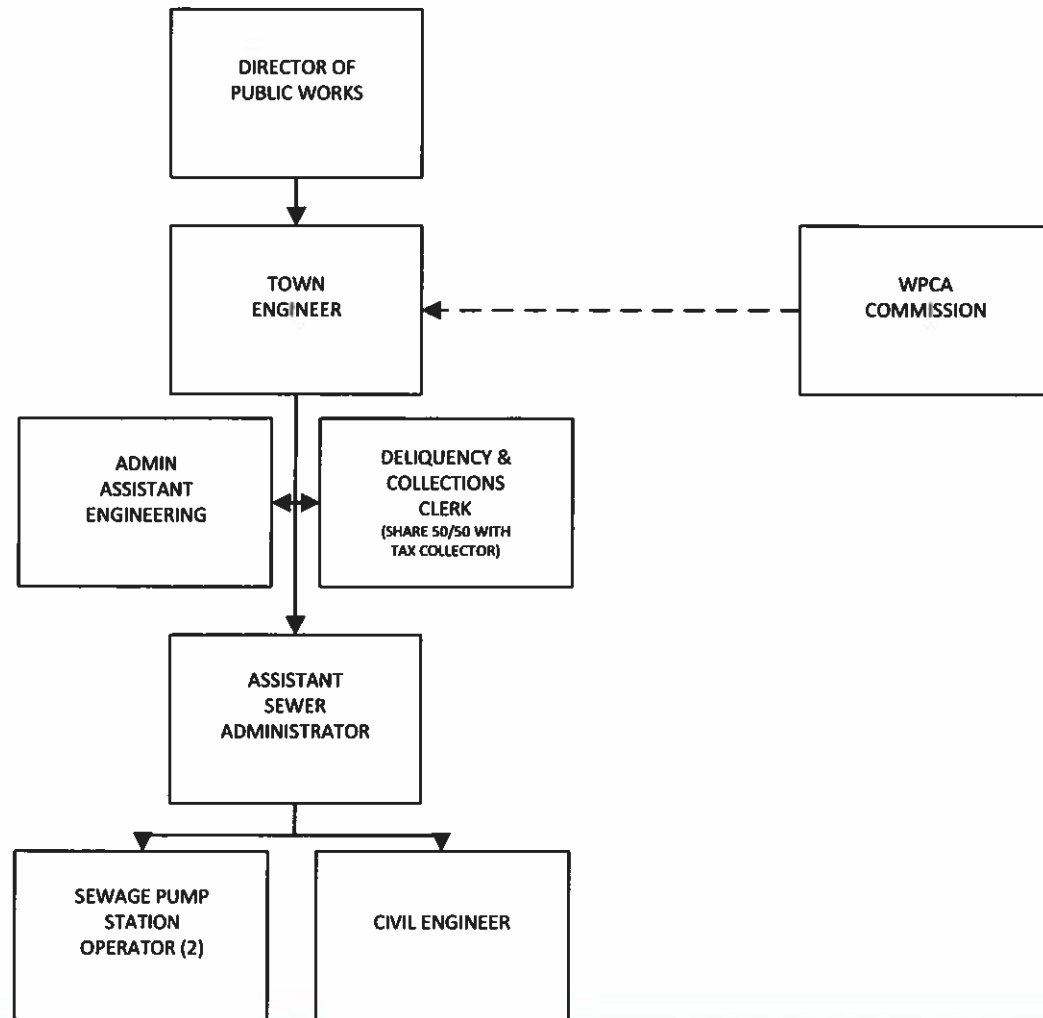 DIRECTOR OF
PUBLIC WORKS
TOWN
ENGINEER
WPCA
COMMISSION
ADMIN
ASSISTANT
ENGINEERING
DELIQUENCY &
COLLECTIONS
CLERK
(SHARE 50/50 WITH
TAX COLLECTOR)
ASSISTANT
SEWER
ADMINISTRATOR
SEWAGE PUMP
STATION
OPERATOR (2)
CIVIL ENGINEER